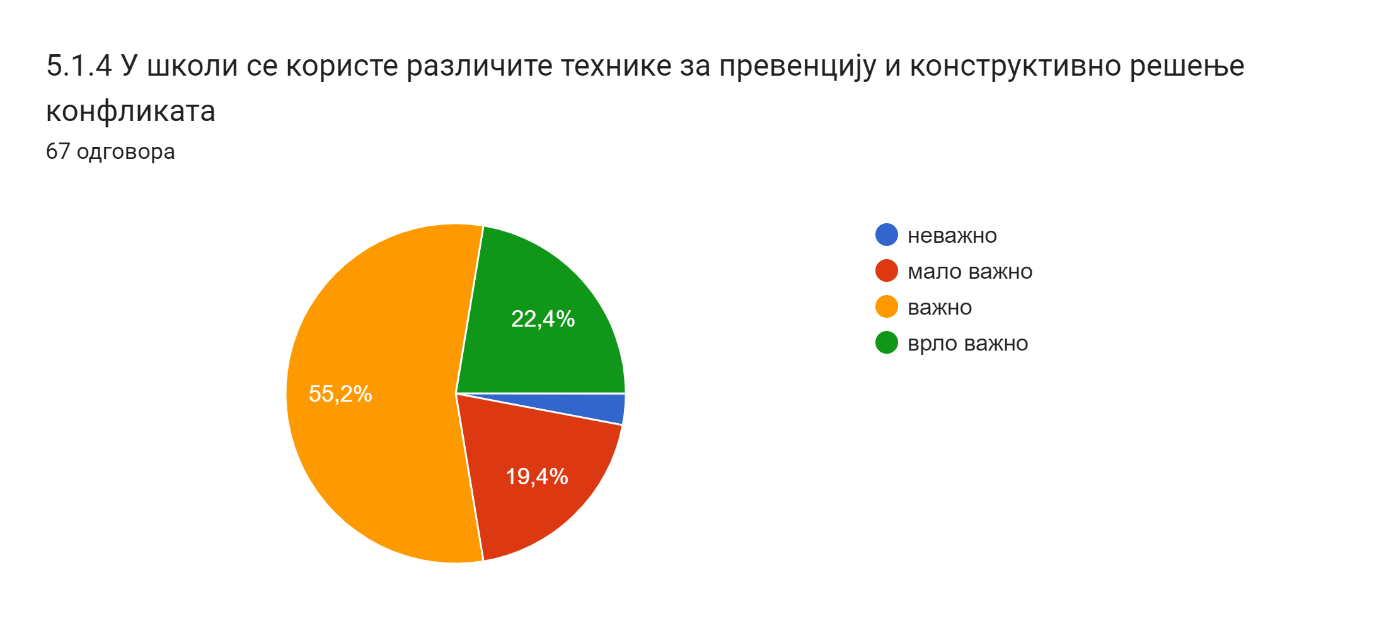 5.1.4 У школи се користе различите технике за превенцију и конструктивно решење
конфликата
67 одговора
неважно
мало важно
важно
врло важно
22,4%
55,2%
19,4%